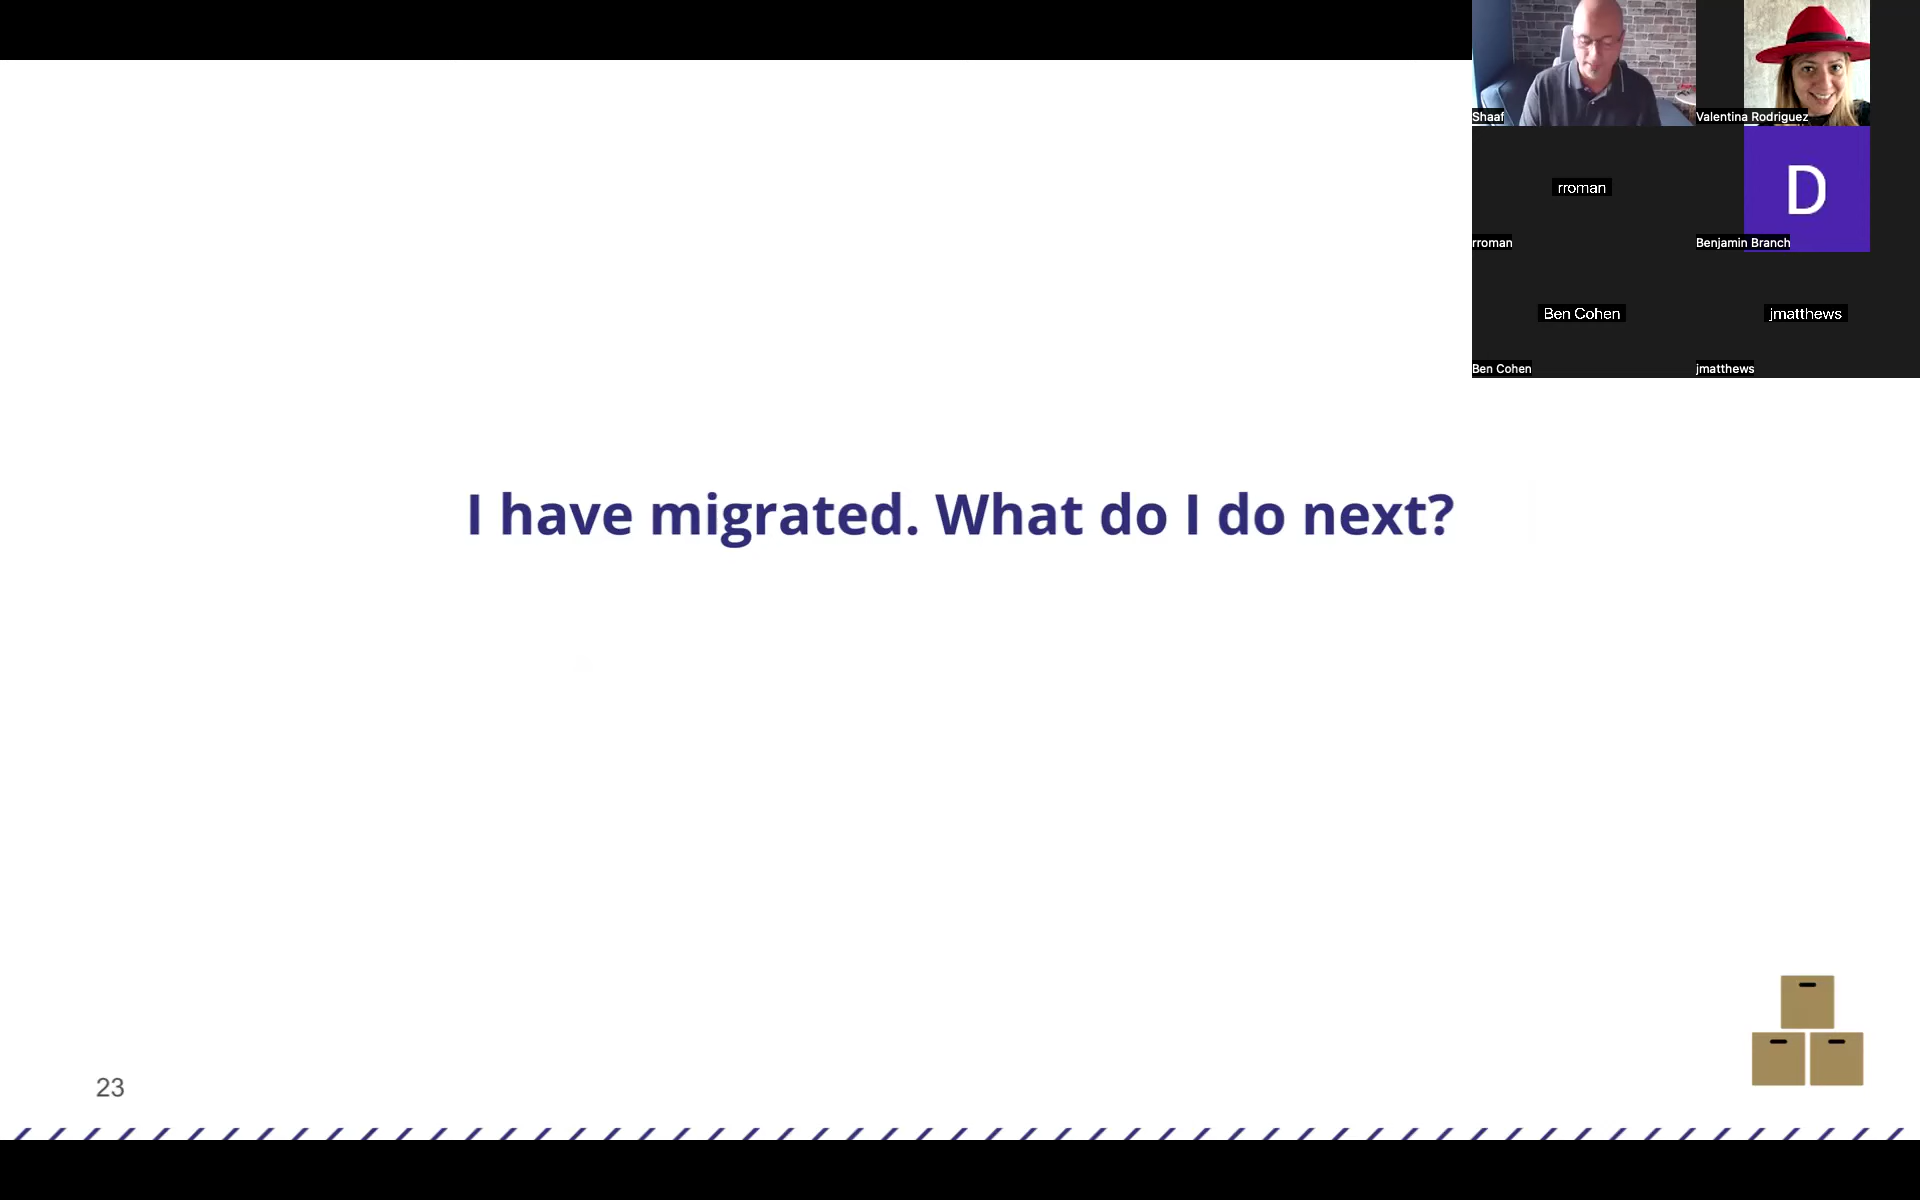 Shaaf
Valentina Rodriguez
rroman
D
rroman
Benjamin Branch
Ben Cohen
jmatthews
Ben Cohen
jmatthews
I have migrated. What do I do next?
23